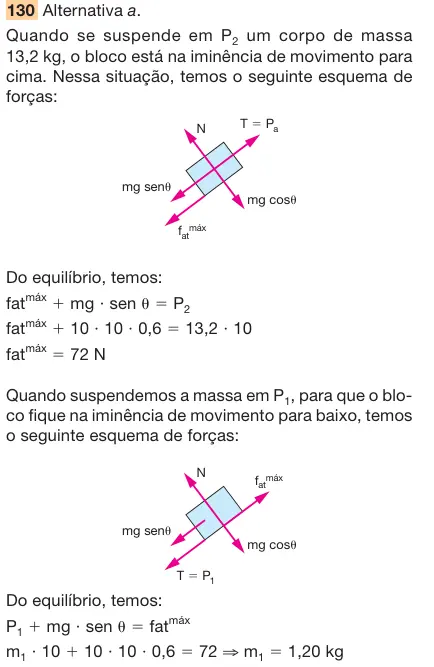 130 Alternativa a.
Quando se suspende em P₂ um corpo de massa
13,2 kg, o bloco está na iminência de movimento para
cima. Nessa situação, temos o seguinte esquema de
forças:
N
T = Pₐ
mg senθ
mg cosθ
fₐₜᵐáˣ
Do equilíbrio, temos:
fatᵐáˣ + mg · sen θ = P₂
fatᵐáˣ + 10 · 10 · 0,6 = 13,2 · 10
fatᵐáˣ = 72 N
Quando suspendemos a massa em P₁, para que o blo-
co fique na iminência de movimento para baixo, temos
o seguinte esquema de forças:
N
fₐₜᵐáˣ
mg senθ
mg cosθ
T = P₁
Do equilíbrio, temos:
P₁ + mg · sen θ = fatᵐáˣ
m₁ · 10 + 10 · 10 · 0,6 = 72 ⇒ m₁ = 1,20 kg